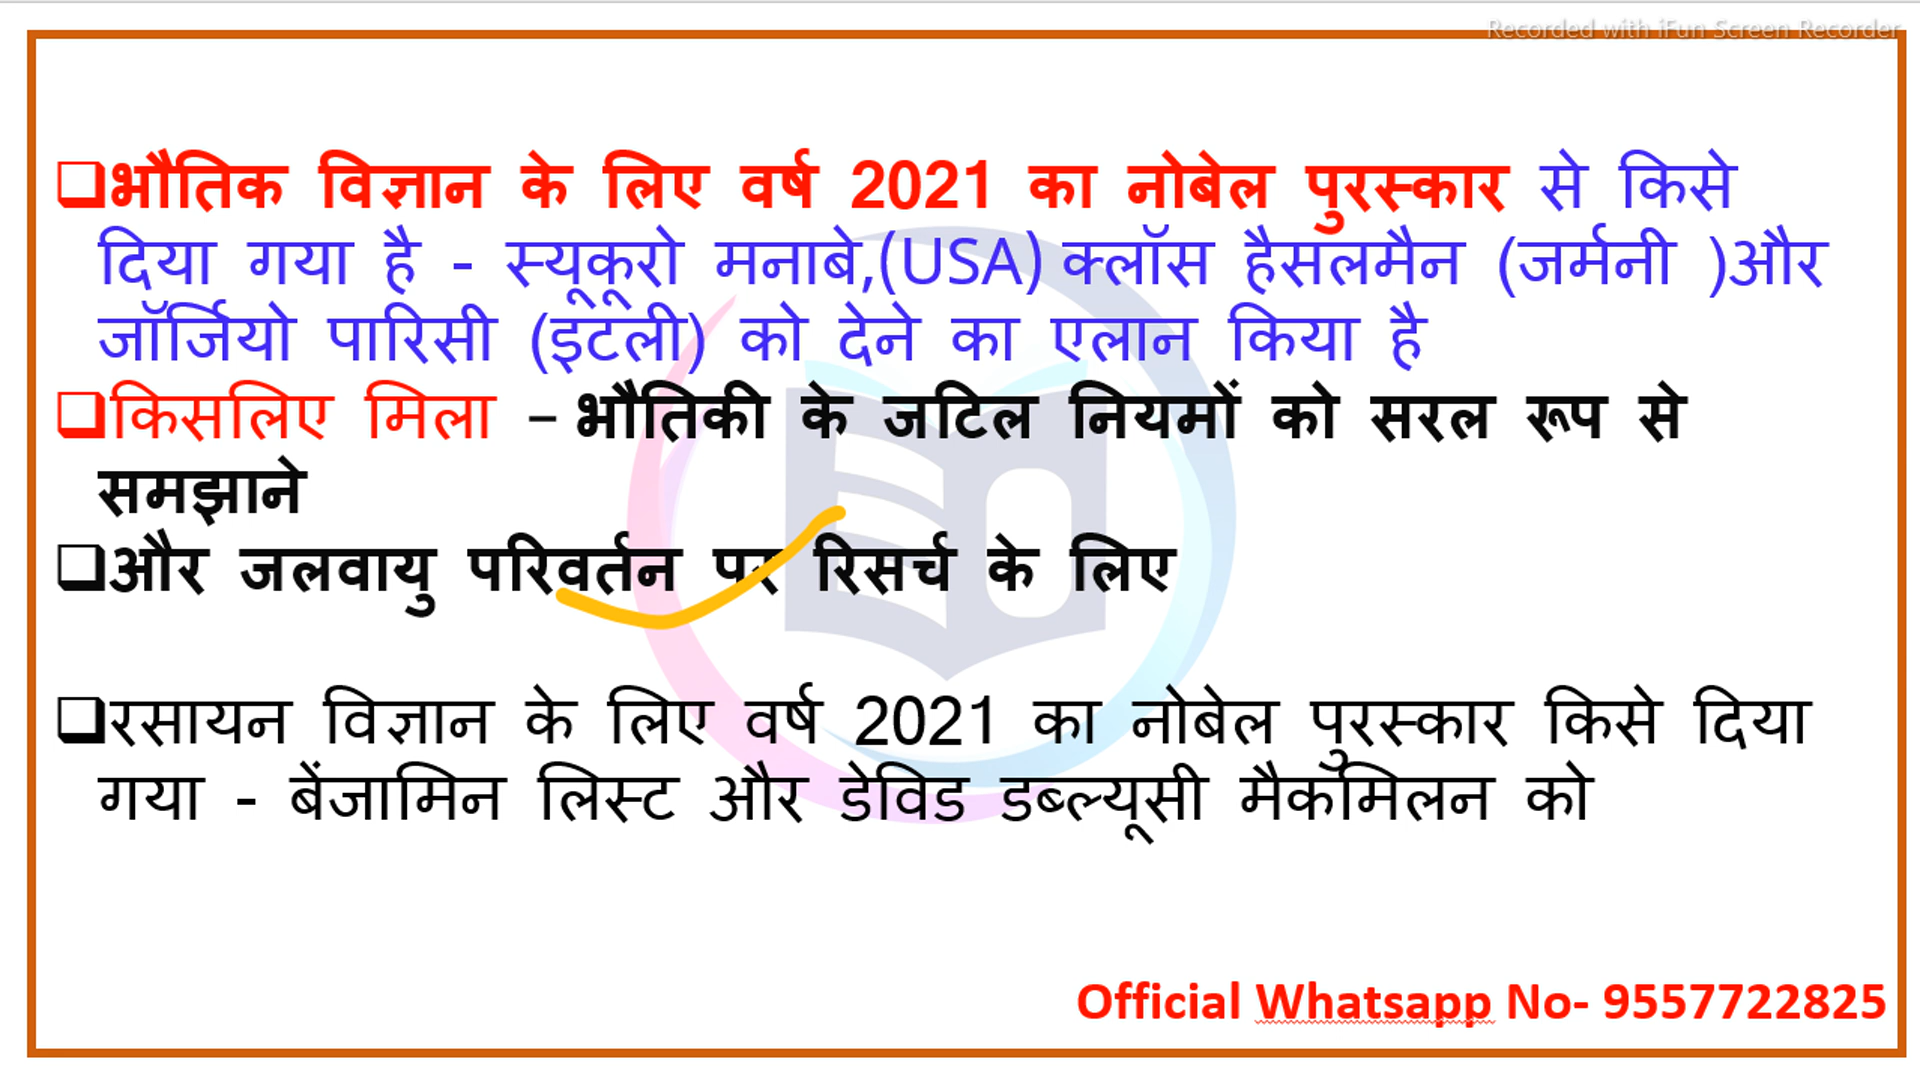 Recorded with iFun Screen Recorder
भौतिक विज्ञान के लिए वर्ष 2021 का नोबेल पुरस्कार से किसे
दिया गया है - स्यूकूरो मनाबे,(USA) क्लॉस हैसलमैन (जर्मनी )और
जॉर्जियो पारिसी (इटली) को देने का एलान किया है
किसलिए मिला – भौतिकी के जटिल नियमों को सरल रूप से
समझाने
और जलवायु परिवर्तन पर रिसर्च के लिए
रसायन विज्ञान के लिए वर्ष 2021 का नोबेल पुरस्कार किसे दिया
गया - बेंजामिन लिस्ट और डेविड डब्ल्यूसी मैकमिलन को
Official Whatsapp No- 9557722825